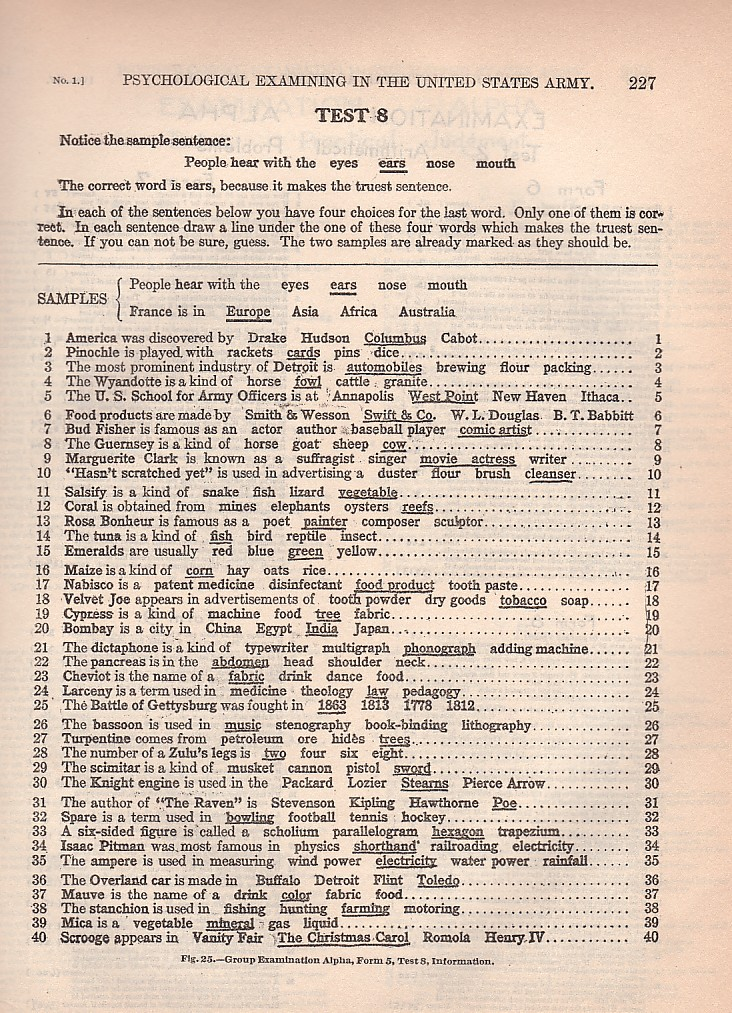 No. 1.] PSYCHOLOGICAL EXAMINING IN THE UNITED STATES ARMY. 227
TEST 8
Notice the sample sentence:
People hear with the eyes ears nose mouth
The correct word is ears, because it makes the truest sentence.
In each of the sentences below you have four choices for the last word. Only one of them is cor-
rect. In each sentence draw a line under the one of these four words which makes the truest sen-
tence. If you can not be sure, guess. The two samples are already marked as they should be.
SAMPLES { People hear with the eyes ears nose mouth
France is in Europe Asia Africa Australia
1 America was discovered by Drake Hudson Columbus Cabot 1
2 Pinochle is played with rackets cards pins dice 2
3 The most prominent industry of Detroit is automobiles brewing flour packing 3
4 The Wyandotte is a kind of horse fowl cattle granite 4
5 The U. S. School for Army Officers is at Annapolis West Point New Haven Ithaca 5
6 Food products are made by Smith & Wesson Swift & Co. W. L. Douglas B. T. Babbitt 6
7 Bud Fisher is famous as an actor author baseball player comic artist 7
8 The Guernsey is a kind of horse goat sheep cow 8
9 Marguerite Clark is known as a suffragist singer movie actress writer 9
10 "Hasn't scratched yet" is used in advertising a duster flour brush cleanser 10
11 Salsify is a kind of snake fish lizard vegetable 11
12 Coral is obtained from mines elephants oysters reefs 12
13 Rosa Bonheur is famous as a poet painter composer sculptor 13
14 The tuna is a kind of fish bird reptile insect 14
15 Emeralds are usually red blue green yellow 15
16 Maize is a kind of corn hay oats rice 16
17 Nabisco is a patent medicine disinfectant food product tooth paste 17
18 Velvet Joe appears in advertisements of tooth powder dry goods tobacco soap 18
19 Cypress is a kind of machine food tree fabric 19
20 Bombay is a city in China Egypt India Japan 20
21 The dictaphone is a kind of typewriter multigraph phonograph adding machine 21
22 The pancreas is in the abdomen head shoulder neck 22
23 Cheviot is the name of a fabric drink dance food 23
24 Larceny is a term used in medicine theology law pedagogy 24
25 The Battle of Gettysburg was fought in 1863 1813 1778 1812 25
26 The bassoon is used in music stenography book-binding lithography 26
27 Turpentine comes from petroleum ore hides trees 27
28 The number of a Zulu's legs is two four six eight 28
29 The scimitar is a kind of musket cannon pistol sword 29
30 The Knight engine is used in the Packard Lozier Stearns Pierce Arrow 30
31 The author of "The Raven" is Stevenson Kipling Hawthorne Poe 31
32 Spare is a term used in bowling football tennis hockey 32
33 A six-sided figure is called a scholium parallelogram hexagon trapezium 33
34 Isaac Pitman was most famous in physics shorthand railroading electricity 34
35 The ampere is used in measuring wind power electricity water power rainfall 35
36 The Overland car is made in Buffalo Detroit Flint Toledo 36
37 Mauve is the name of a drink color fabric food 37
38 The stanchion is used in fishing hunting farming motoring 38
39 Mica is a vegetable mineral gas liquid 39
40 Scrooge appears in Vanity Fair The Christmas Carol Romola Henry IV 40
Fig. 25.—Group Examination Alpha, Form 5, Test 8, Information.